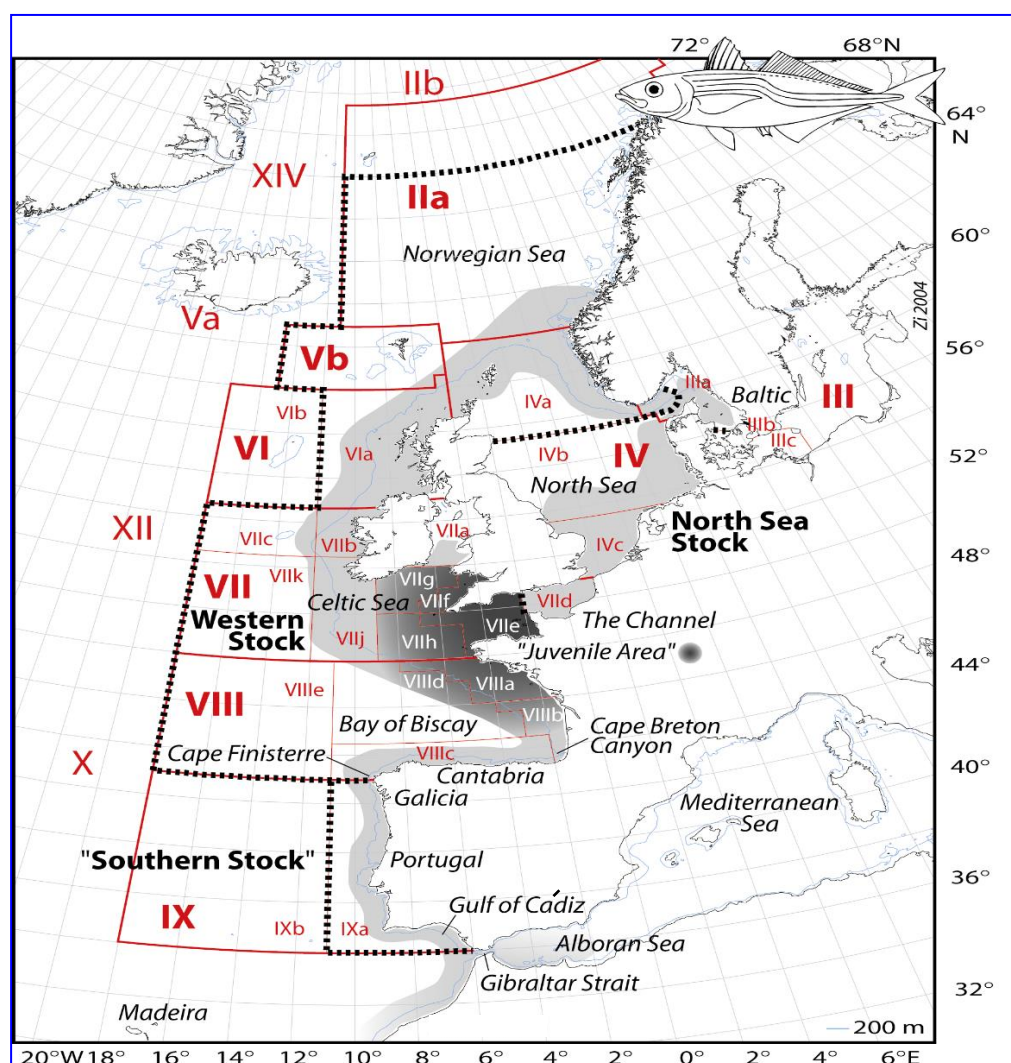 72° 68°N
IIb
64°
N
XIV
IIa
Norwegian Sea
60°
Zi 2004
Va
56°
Vb
IIIa
Baltic
III
VIb
IVa
IIIb
IIIc
VI
VIa
IVb
IV
North Sea
52°
XII
VIIc
VIIb
VIIa
IVc
North Sea
Stock
48°
VII
VIIk
VIIg
Celtic Sea
VIIf
VIId
Western
Stock
VIIj
VIIh
VIIe
The Channel
"Juvenile Area"
44°
VIII
VIIIe
VIIId
VIIIa
VIIIb
Bay of Biscay
Cape Breton
Canyon
X
Cape Finisterre
VIIIc
Cantabria
40°
Galicia
Mediterranean
Sea
"Southern Stock"
Portugal
36°
IX
IXb
IXa
Gulf of Cadiz
Alboran Sea
Gibraltar Strait
32°
Madeira
200 m
20°W 18° 16° 14° 12° 10° 8° 6° 4° 2° 0° 2° 4° 6°E